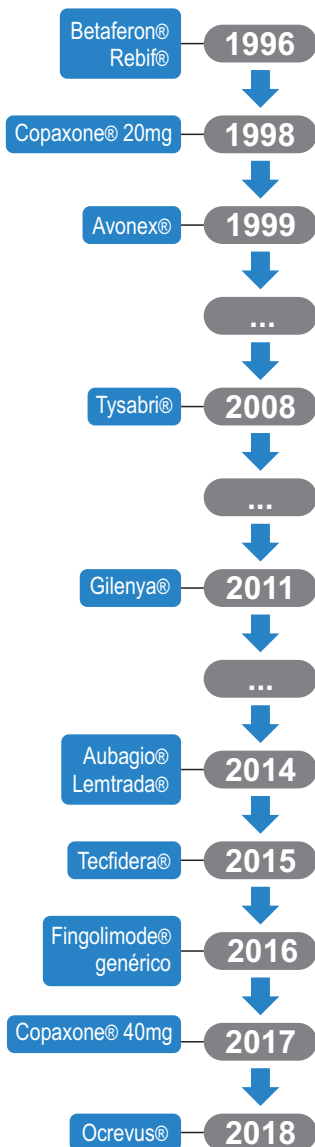 Betaferon®
Rebif®
1996
Copaxone® 20mg
1998
Avonex®
1999
...
Tysabri®
2008
...
Gilenya®
2011
...
Aubagio®
Lemtrada®
2014
Tecfidera®
2015
Fingolimode®
genérico
2016
Copaxone® 40mg
2017
Ocrevus®
2018